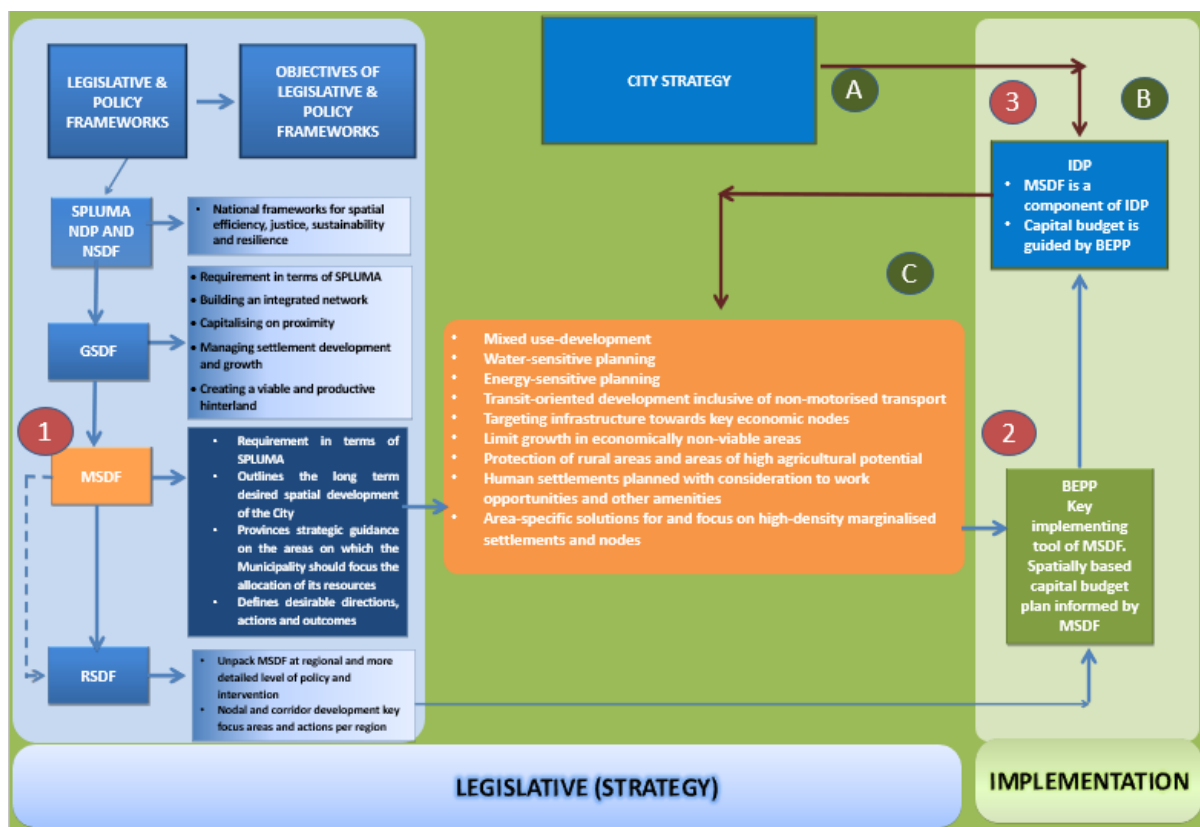 LEGISLATIVE &
POLICY
FRAMEWORKS
OBJECTIVES OF
LEGISLATIVE &
POLICY
FRAMEWORKS
CITY STRATEGY
A
3
B
IDP
• MSDF is a
component of IDP
• Capital budget is
guided by BEPP
SPLUMA
NDP AND
NSDF
• National frameworks for spatial
efficiency, justice, sustainability
and resilience
• Requirement in terms of SPLUMA
• Building an integrated network
• Capitalising on proximity
• Managing settlement development
and growth
• Creating a viable and productive
hinterland
GSDF
C
1
MSDF
• Requirement in terms of
SPLUMA
• Outlines the long term
desired spatial development
of the City
• Provinces strategic guidance
on the areas on which the
Municipality should focus the
allocation of its resources
• Defines desirable directions,
actions and outcomes
• Mixed use-development
• Water-sensitive planning
• Energy-sensitive planning
• Transit-oriented development inclusive of non-motorised transport
• Targeting infrastructure towards key economic nodes
• Limit growth in economically non-viable areas
• Protection of rural areas and areas of high agricultural potential
• Human settlements planned with consideration to work
opportunities and other amenities
• Area-specific solutions for and focus on high-density marginalised
settlements and nodes
2
BEPP
Key
implementing
tool of MSDF.
Spatially based
capital budget
plan informed by
MSDF
RSDF
• Unpack MSDF at regional and more
detailed level of policy and
intervention
• Nodal and corridor development key
focus areas and actions per region
LEGISLATIVE (STRATEGY)
IMPLEMENTATION